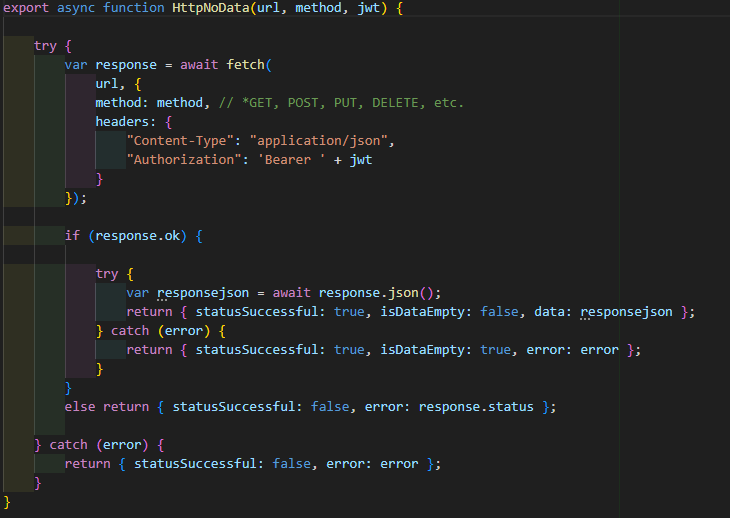 export async function HttpNoData(url, method, jwt) {
try {
var response = await fetch(
url, {
method: method, // *GET, POST, PUT, DELETE, etc.
headers: {
"Content-Type": "application/json",
"Authorization": 'Bearer ' + jwt
}
});
if (response.ok) {
try {
var responsejson = await response.json();
return { statusSuccessful: true, isDataEmpty: false, data: responsejson };
} catch (error) {
return { statusSuccessful: true, isDataEmpty: true, error: error };
}
}
else return { statusSuccessful: false, error: response.status };
} catch (error) {
return { statusSuccessful: false, error: error };
}
}